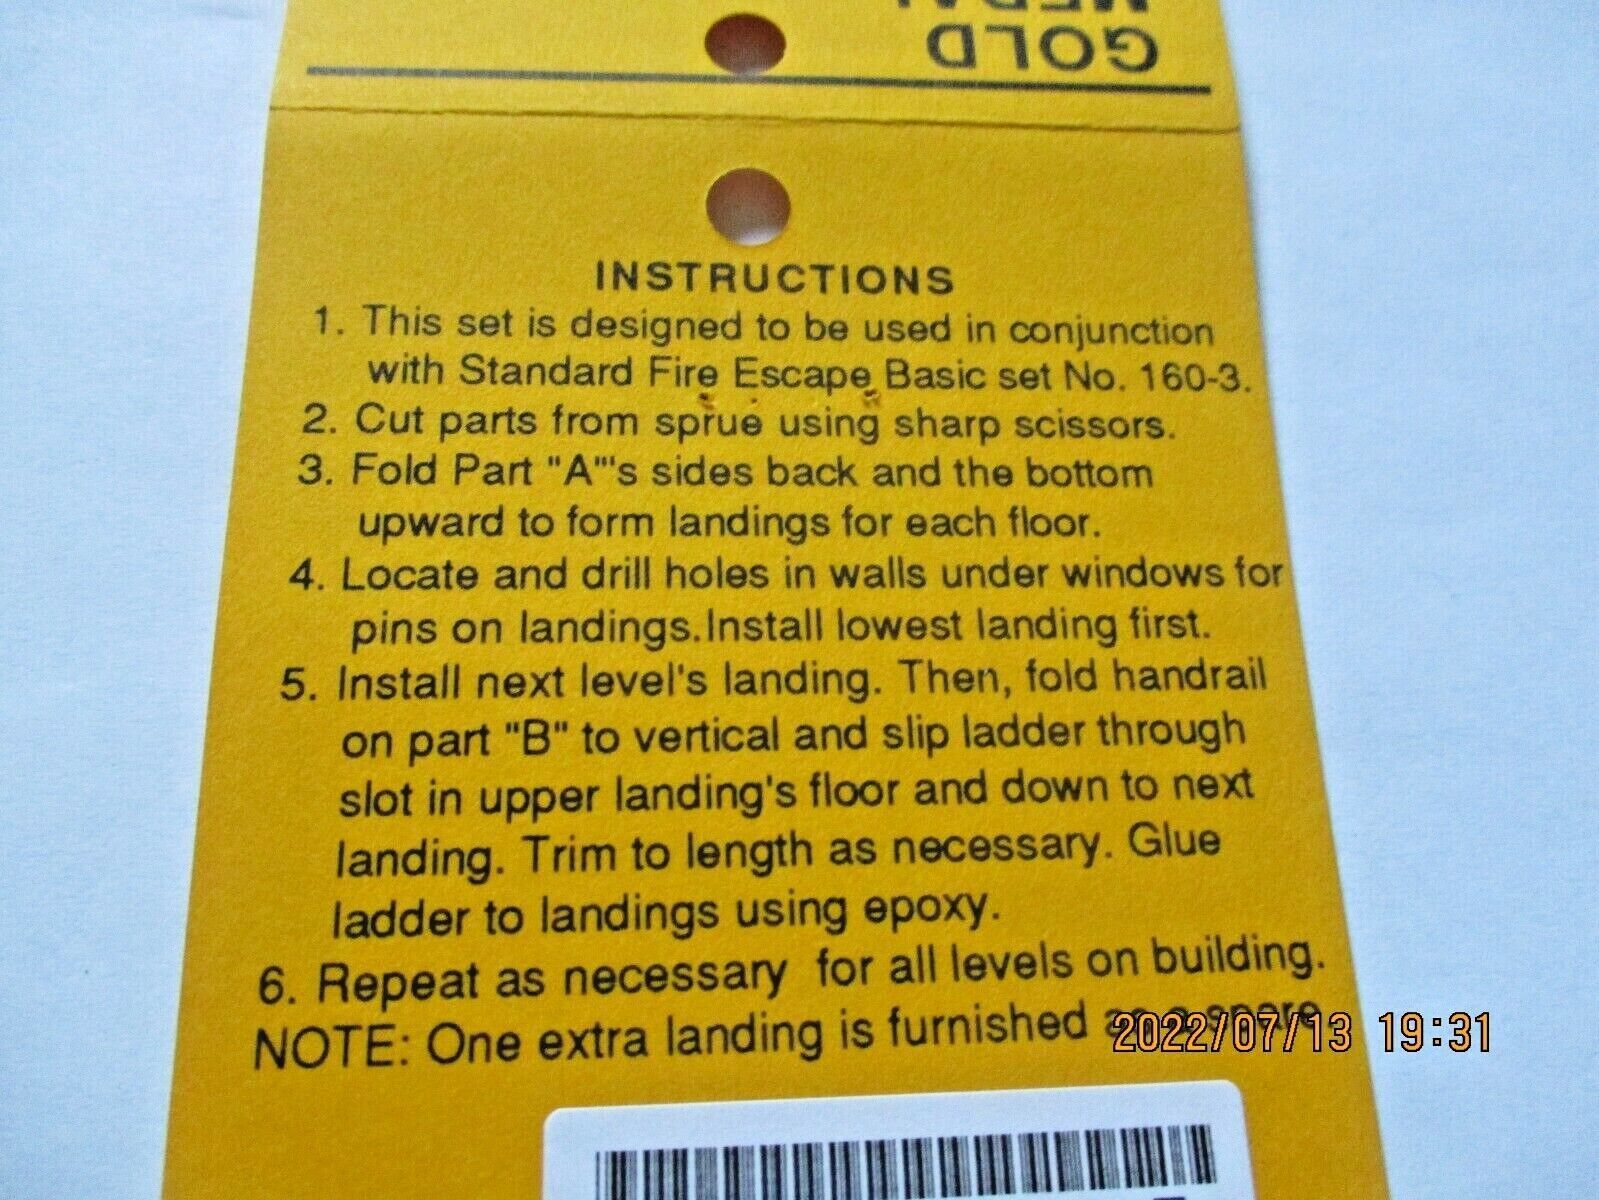 MEDAL
GOLD
INSTRUCTIONS
1. This set is designed to be used in conjunction
with Standard Fire Escape Basic set No. 160-3.
2. Cut parts from sprue using sharp scissors.
3. Fold Part "A"'s sides back and the bottom
upward to form landings for each floor.
4. Locate and drill holes in walls under windows for
pins on landings.Install lowest landing first.
5. Install next level's landing. Then, fold handrail
on part "B" to vertical and slip ladder through
slot in upper landing's floor and down to next
landing. Trim to length as necessary. Glue
ladder to landings using epoxy.
6. Repeat as necessary for all levels on building.
NOTE: One extra landing is furnished as a spare
2022/07/13 19:31